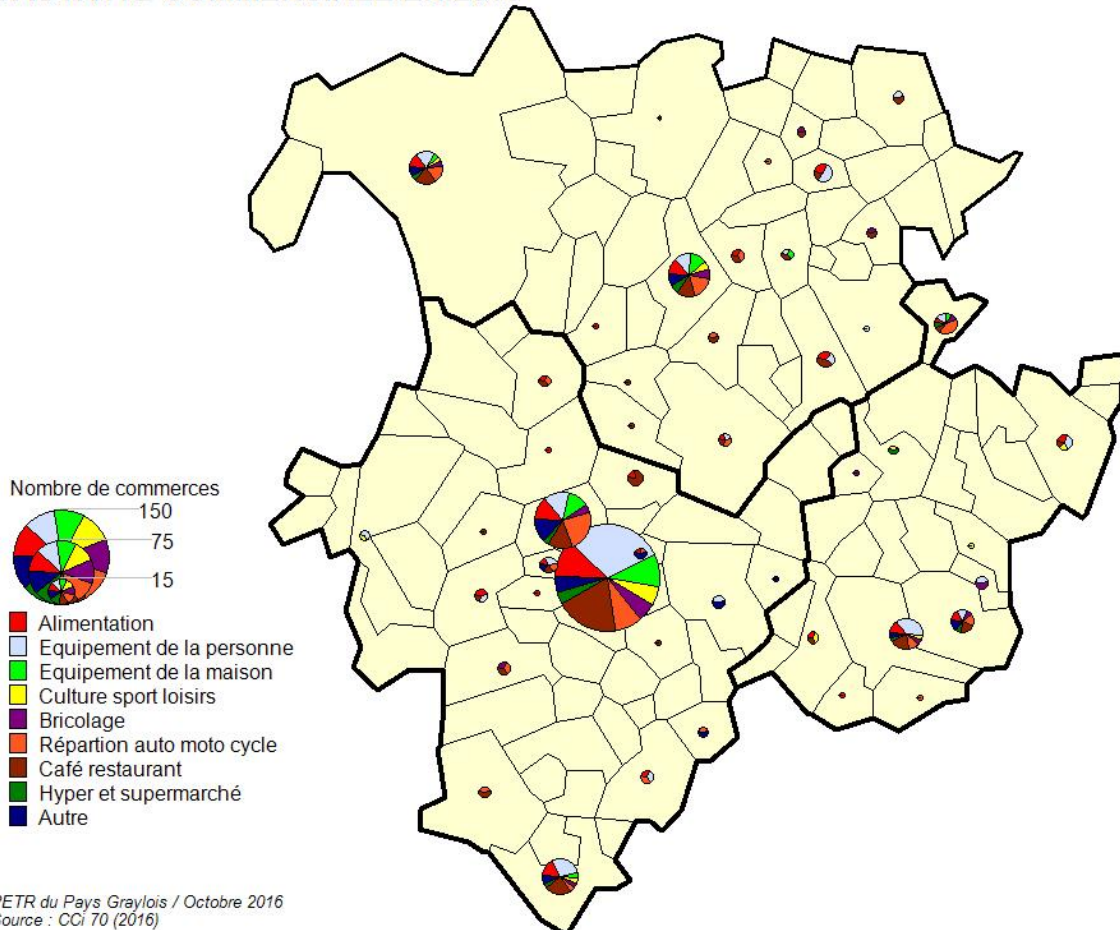 Nombre de commerces
150
75
15
Alimentation
Equipement de la personne
Equipement de la maison
Culture sport loisirs
Bricolage
Répartion auto moto cycle
Café restaurant
Hyper et supermarché
Autre
PETR du Pays Graylois / Octobre 2016
Source : CCi 70 (2016)